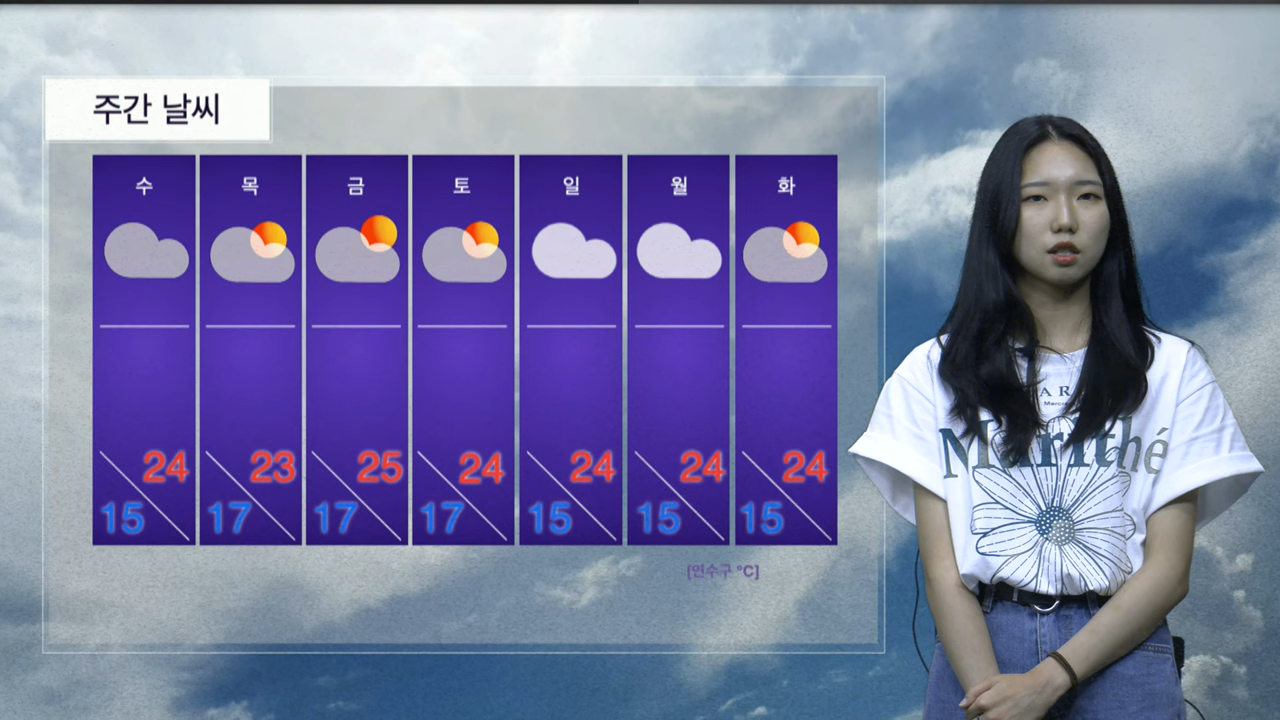 주간 날씨
수 목 금 토 일 월 화
24 23 25 24 24 24 24
15 17 17 17 15 15 15
[연수구 °C]
AR
Marithé